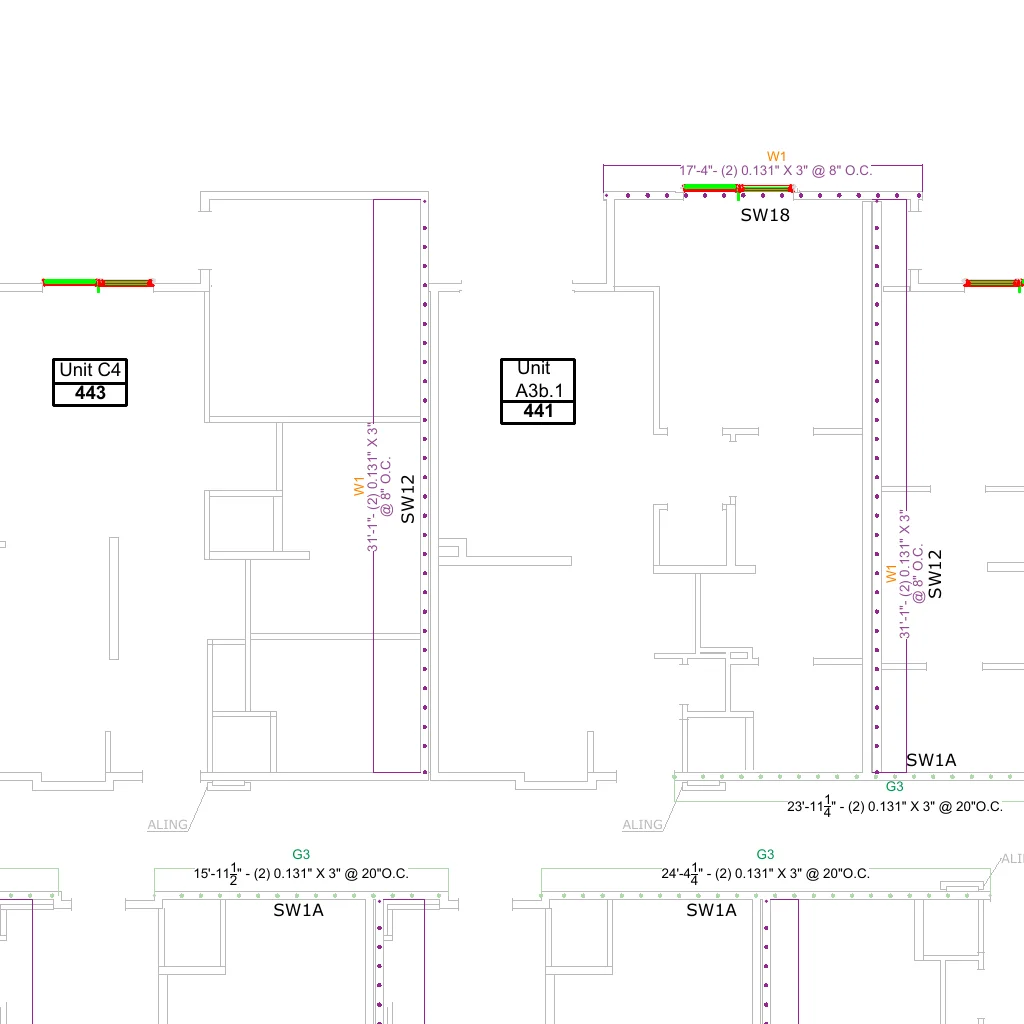 W1
17'-4"- (2) 0.131" X 3" @ 8" O.C.
SW18
Unit C4
443
Unit
A3b.1
441
W1
31'-1"- (2) 0.131" X 3"
@ 8" O.C.
SW12
W1
31'-1"- (2) 0.131" X 3"
@ 8" O.C.
SW12
SW1A
G3
23'-11 1/4" - (2) 0.131" X 3" @ 20"O.C.
ALING
ALING
G3
15'-11 1/2" - (2) 0.131" X 3" @ 20"O.C.
SW1A
G3
24'-4 1/4" - (2) 0.131" X 3" @ 20"O.C.
SW1A
ALI